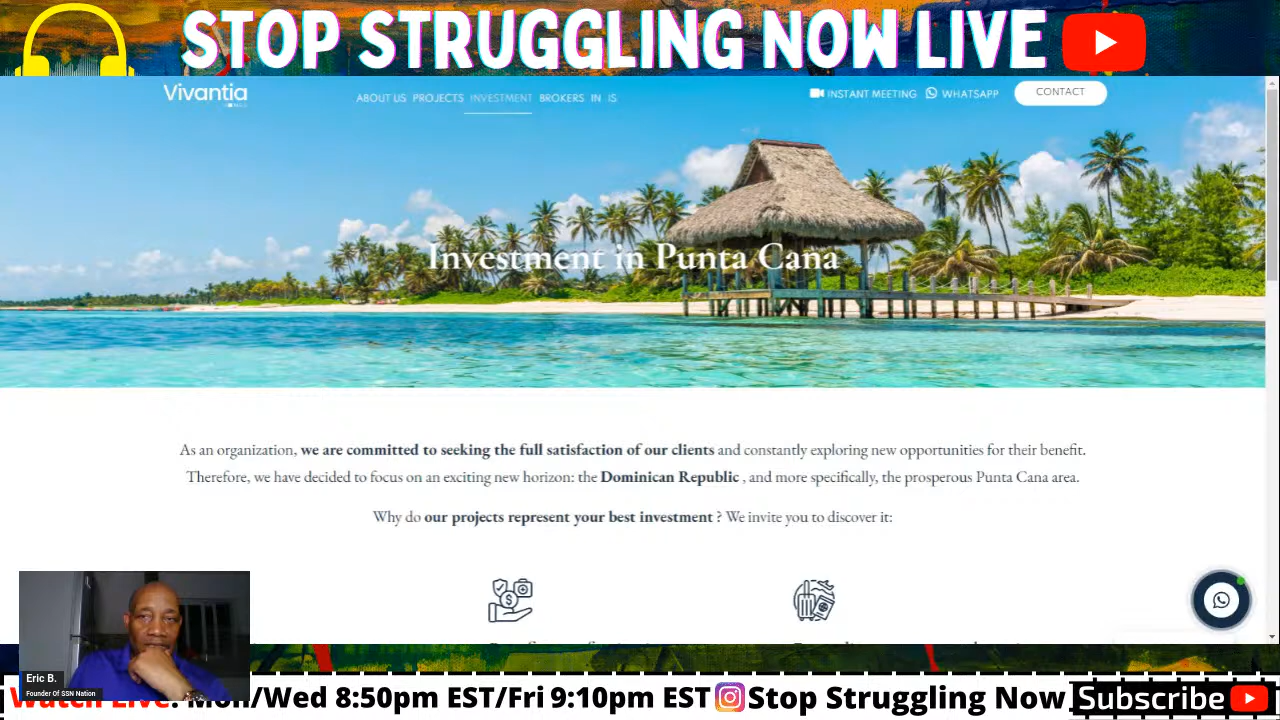 STOP STRUGGLING NOW LIVE
Vivantia
ABOUT US PROJECTS INVESTMENT BROKERS IN IS
INSTANT MEETING WHATSAPP CONTACT
Investment in Punta Cana
As an organization, we are committed to seeking the full satisfaction of our clients and constantly exploring new opportunities for their benefit.
Therefore, we have decided to focus on an exciting new horizon: the Dominican Republic , and more specifically, the prosperous Punta Cana area.
Why do our projects represent your best investment ? We invite you to discover it:
Eric B.
Founder Of SSN Nation
Watch Live: Mon/Wed 8:50pm EST/Fri 9:10pm EST Stop Struggling Now Subscribe